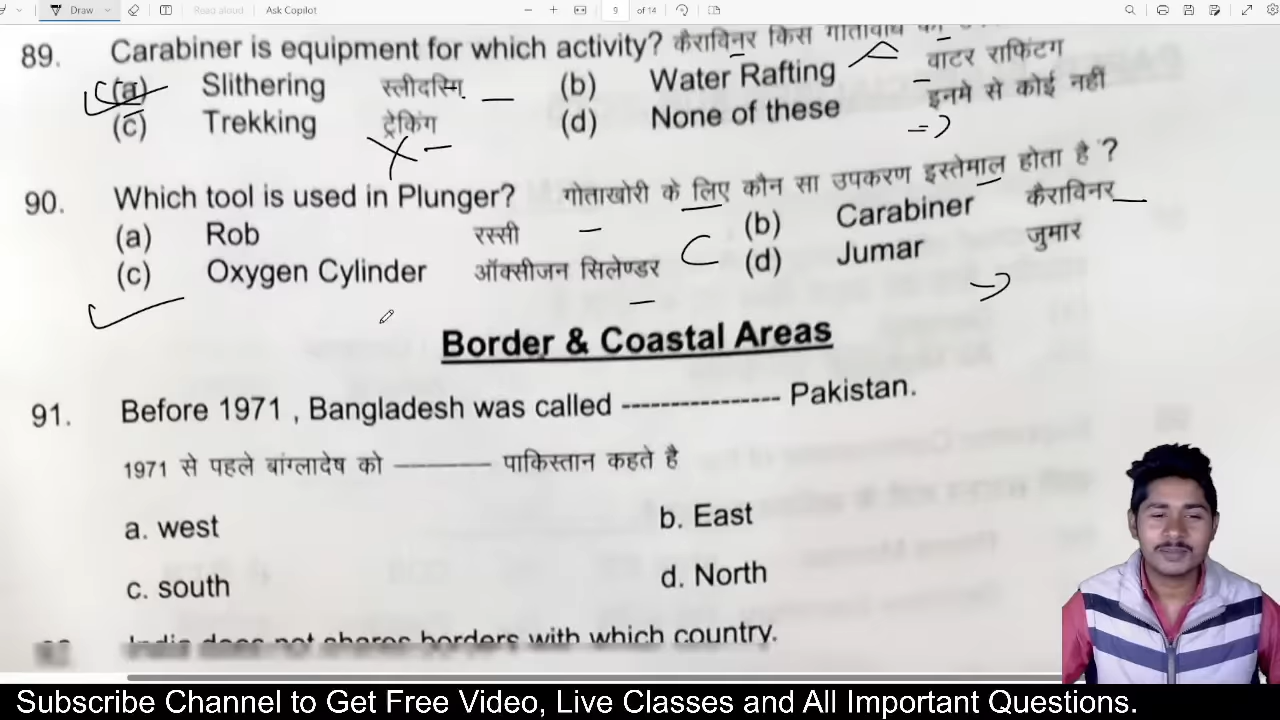 Draw
Read aloud
Ask Copilot
9 of 14
89. Carabiner is equipment for which activity? कैराविनर किस
(a) Slithering स्लीदस्गि (b) Water Rafting वाटर राफिंटग
(c) Trekking ट्रेकिंग (d) None of these इनमे से कोई नहीं
90. Which tool is used in Plunger? गोताखोरी के लिए कौन सा उपकरण इस्तेमाल होता है ?
(a) Rob रस्सी (b) Carabiner कैराविनर
(c) Oxygen Cylinder ऑक्सीजन सिलेण्डर (d) Jumar जुमार
Border & Coastal Areas
91. Before 1971 , Bangladesh was called ---------------- Pakistan.
1971 से पहले बांग्लादेष को ———— पाकिस्तान कहते है
a. west b. East
c. south d. North
India does not shares borders with which country.
Subscribe Channel to Get Free Video, Live Classes and All Important Questions.